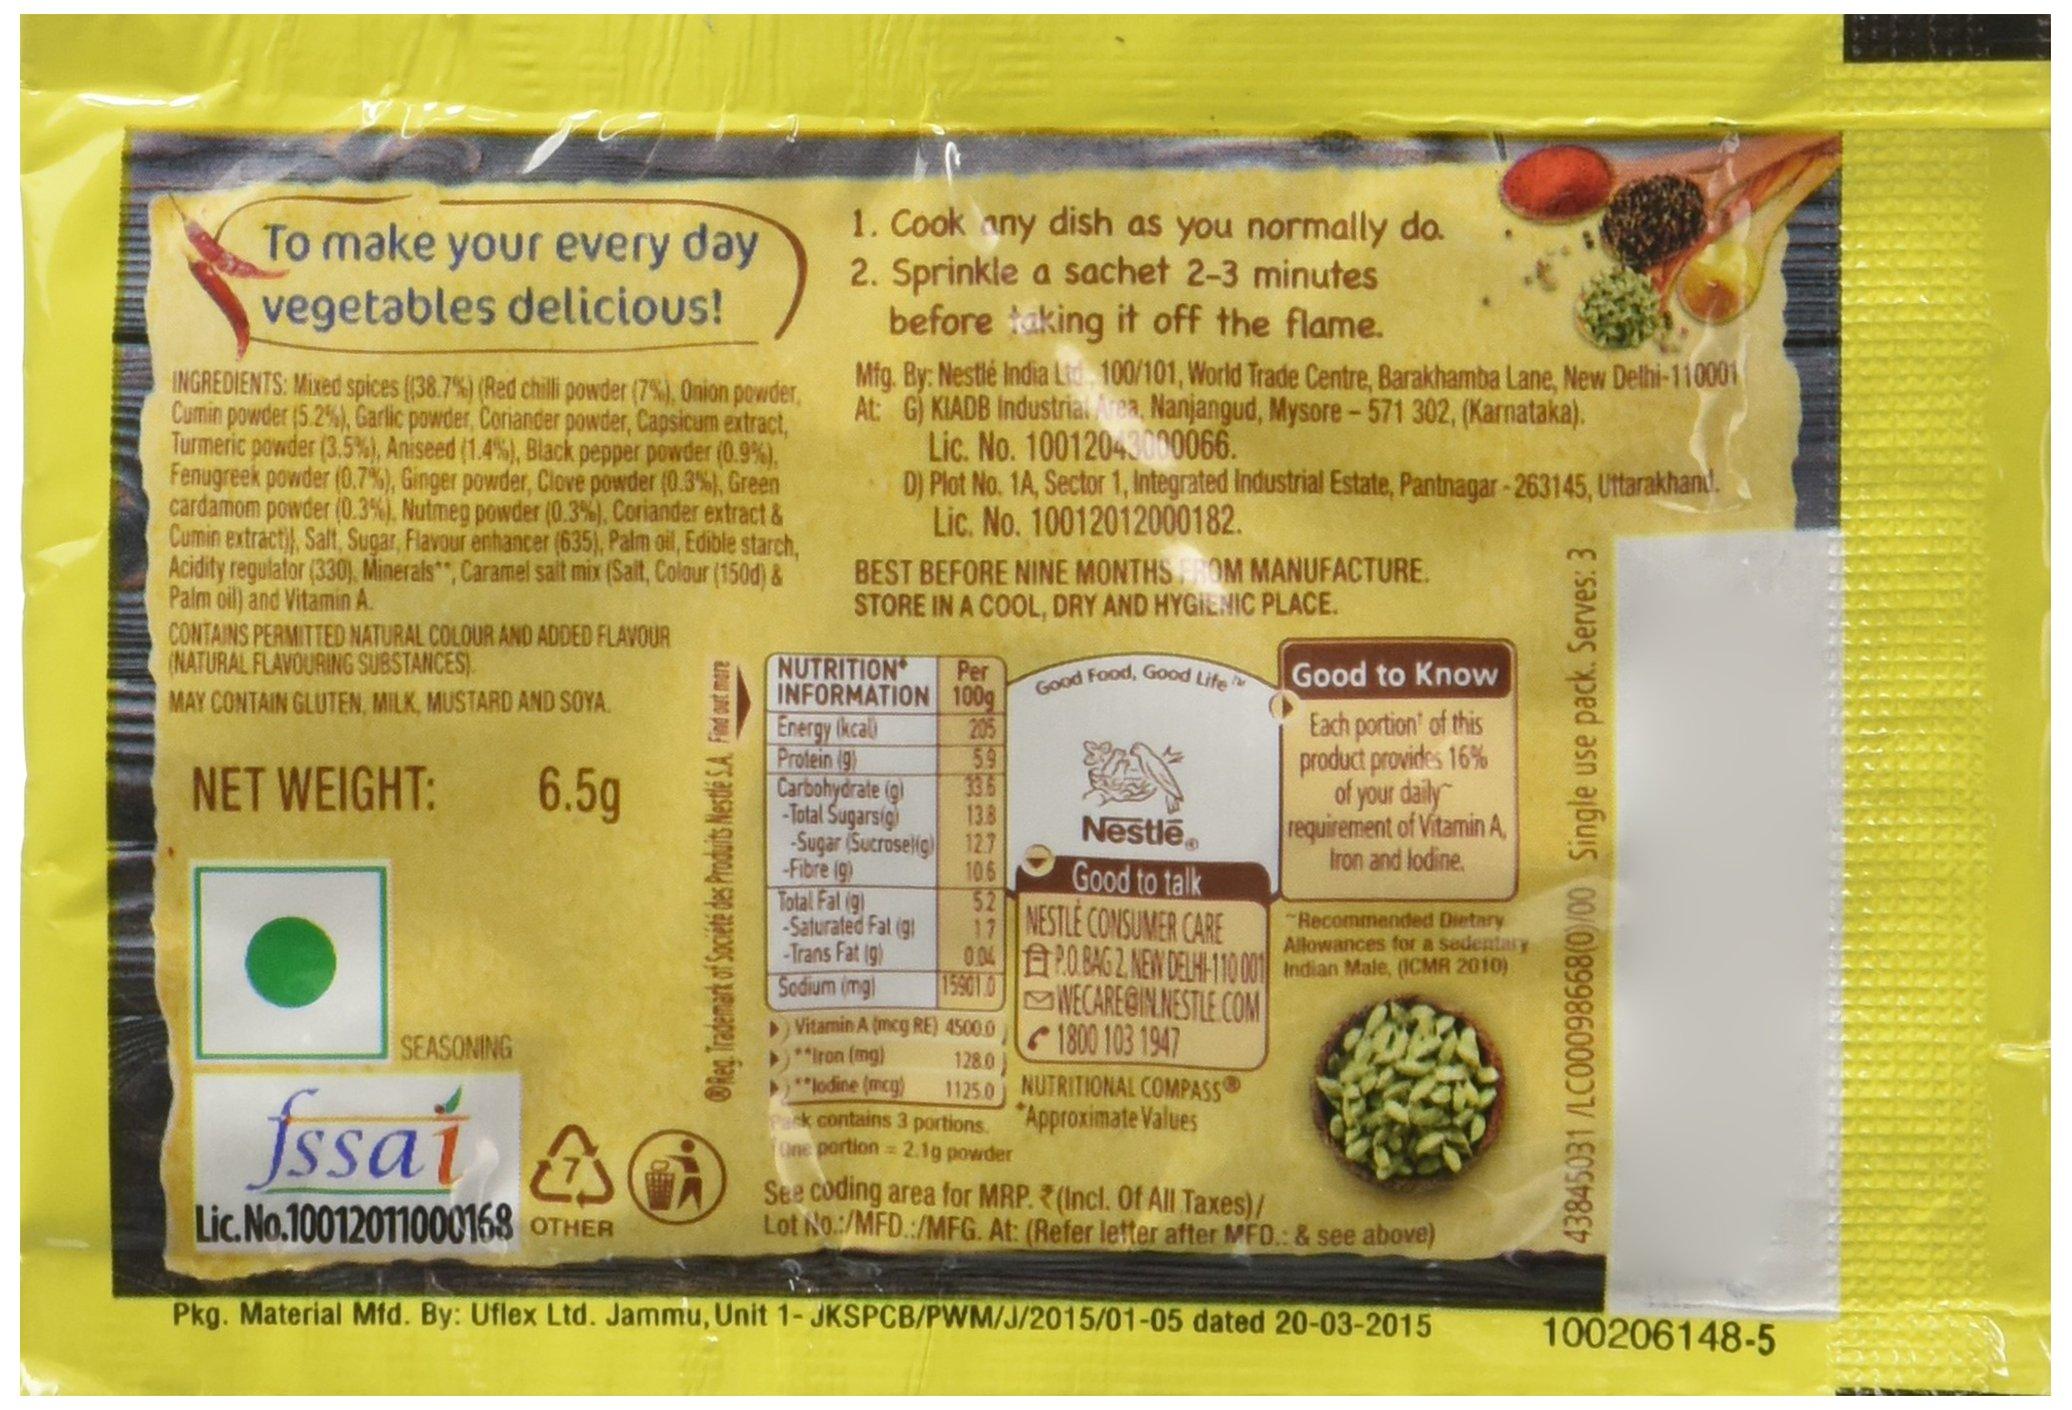 To make your every day
vegetables delicious!
1. Cook any dish as you normally do.
2. Sprinkle a sachet 2-3 minutes
before taking it off the flame.
INGREDIENTS: Mixed spices {(38.7%) (Red chilli powder (7%), Onion powder,
Cumin powder (5.2%), Garlic powder, Coriander powder, Capsicum extract,
Turmeric powder (3.5%), Aniseed (1.4%), Black pepper powder (0.9%),
Fenugreek powder (0.7%), Ginger powder, Clove powder (0.3%), Green
cardamom powder (0.3%), Nutmeg powder (0.3%), Coriander extract &
Cumin extract)}, Salt, Sugar, Flavour enhancer (635), Palm oil, Edible starch,
Acidity regulator (330), Minerals**, Caramel salt mix (Salt, Colour (150d) &
Palm oil) and Vitamin A.
CONTAINS PERMITTED NATURAL COLOUR AND ADDED FLAVOUR
(NATURAL FLAVOURING SUBSTANCES).
MAY CONTAIN GLUTEN, MILK, MUSTARD AND SOYA.
NET WEIGHT: 6.5g
SEASONING
fssai
Lic.No.10012011000168
7
OTHER
Mfg. By: Nestlé India Ltd., 100/101, World Trade Centre, Barakhamba Lane, New Delhi-110001
At: G) KIADB Industrial Area, Nanjangud, Mysore – 571 302, (Karnataka).
Lic. No. 10012043000066.
D) Plot No. 1A, Sector 1, Integrated Industrial Estate, Pantnagar - 263145, Uttarakhand.
Lic. No. 10012012000182.
BEST BEFORE NINE MONTHS FROM MANUFACTURE.
STORE IN A COOL, DRY AND HYGIENIC PLACE.
®Reg. Trademark of Société des Produits Nestlé S.A. Find out more
NUTRITION* Per
INFORMATION 100g
Energy (kcal) 205
Protein (g) 5.9
Carbohydrate (g) 33.6
-Total Sugars(g) 13.8
-Sugar (Sucrose)(g) 12.7
-Fibre (g) 10.6
Total Fat (g) 5.2
-Saturated Fat (g) 1.7
-Trans Fat (g) 0.04
Sodium (mg) 15901.0
Vitamin A (mcg RE) 4500.0
**Iron (mg) 128.0
**Iodine (mcg) 1125.0
Pack contains 3 portions.
†One portion = 2.1g powder
Good Food, Good Life™
Nestlé®
Good to talk
NESTLÉ CONSUMER CARE
P.O.BAG 2, NEW DELHI-110 001
WECARE@IN.NESTLE.COM
1800 103 1947
NUTRITIONAL COMPASS®
*Approximate Values
Good to Know
Each portion† of this
product provides 16%
of your daily~
requirement of Vitamin A,
Iron and Iodine.
~Recommended Dietary
Allowances for a sedentary
Indian Male, (ICMR 2010)
See coding area for MRP. ₹(Incl. Of All Taxes)/
Lot No.:/MFD.:/MFG. At: (Refer letter after MFD.: & see above)
43845031 /LC00098668(0)/00 Single use pack. Serves: 3
Pkg. Material Mfd. By: Uflex Ltd. Jammu, Unit 1- JKSPCB/PWM/J/2015/01-05 dated 20-03-2015
100206148-5